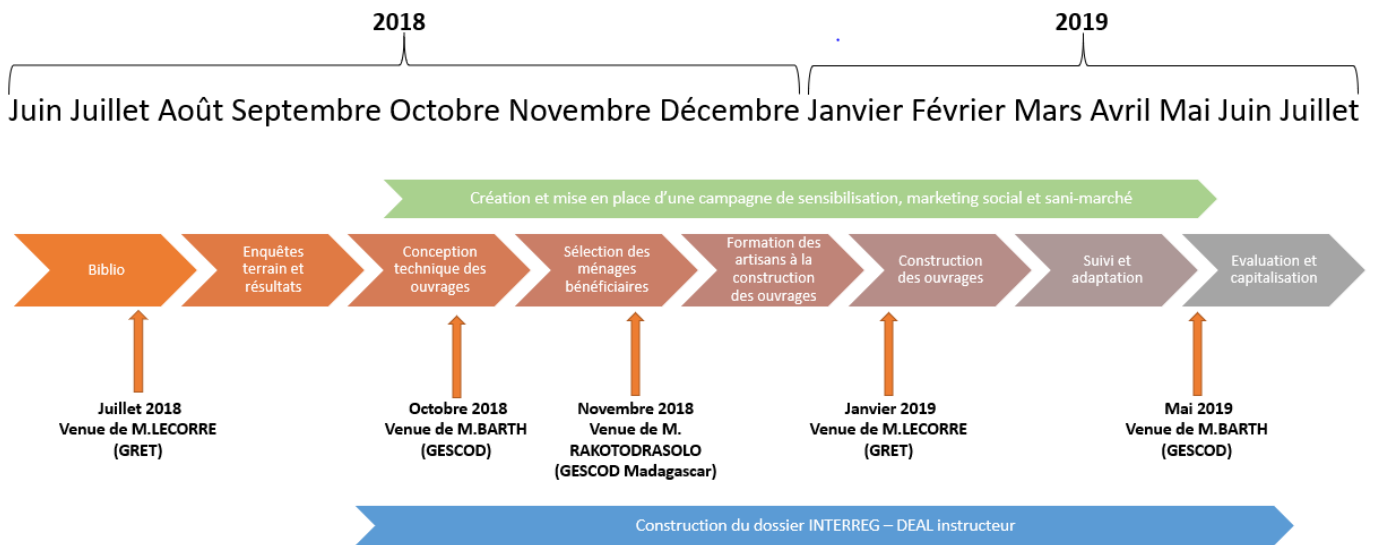 2018
2019
Juin Juillet Août Septembre Octobre Novembre Décembre Janvier Février Mars Avril Mai Juin Juillet
Création et mise en place d’une campagne de sensibilisation, marketing social et sani-marché
Biblio
Enquêtes
terrain et
résultats
Conception
technique des
ouvrages
Sélection des
ménages
bénéficiaires
Formation des
artisans à la
construction
des ouvrages
Construction
des ouvrages
Suivi et
adaptation
Evaluation et
capitalisation
Juillet 2018
Venue de M.LECORRE
(GRET)
Octobre 2018
Venue de M.BARTH
(GESCOD)
Novembre 2018
Venue de M.
RAKOTODRASOLO
(GESCOD Madagascar)
Janvier 2019
Venue de M.LECORRE
(GRET)
Mai 2019
Venue de M.BARTH
(GESCOD)
Construction du dossier INTERREG – DEAL instructeur